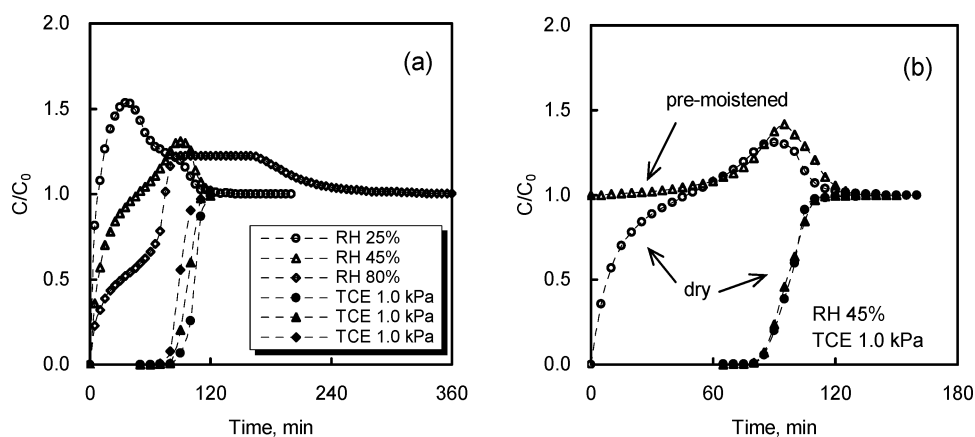 (a)
C/C0
2.0
1.5
1.0
0.5
0.0
0 120 240 360
Time, min
RH 25%
RH 45%
RH 80%
TCE 1.0 kPa
TCE 1.0 kPa
TCE 1.0 kPa
(b)
C/C0
2.0
1.5
1.0
0.5
0.0
0 60 120 180
Time, min
pre-moistened
dry
RH 45%
TCE 1.0 kPa